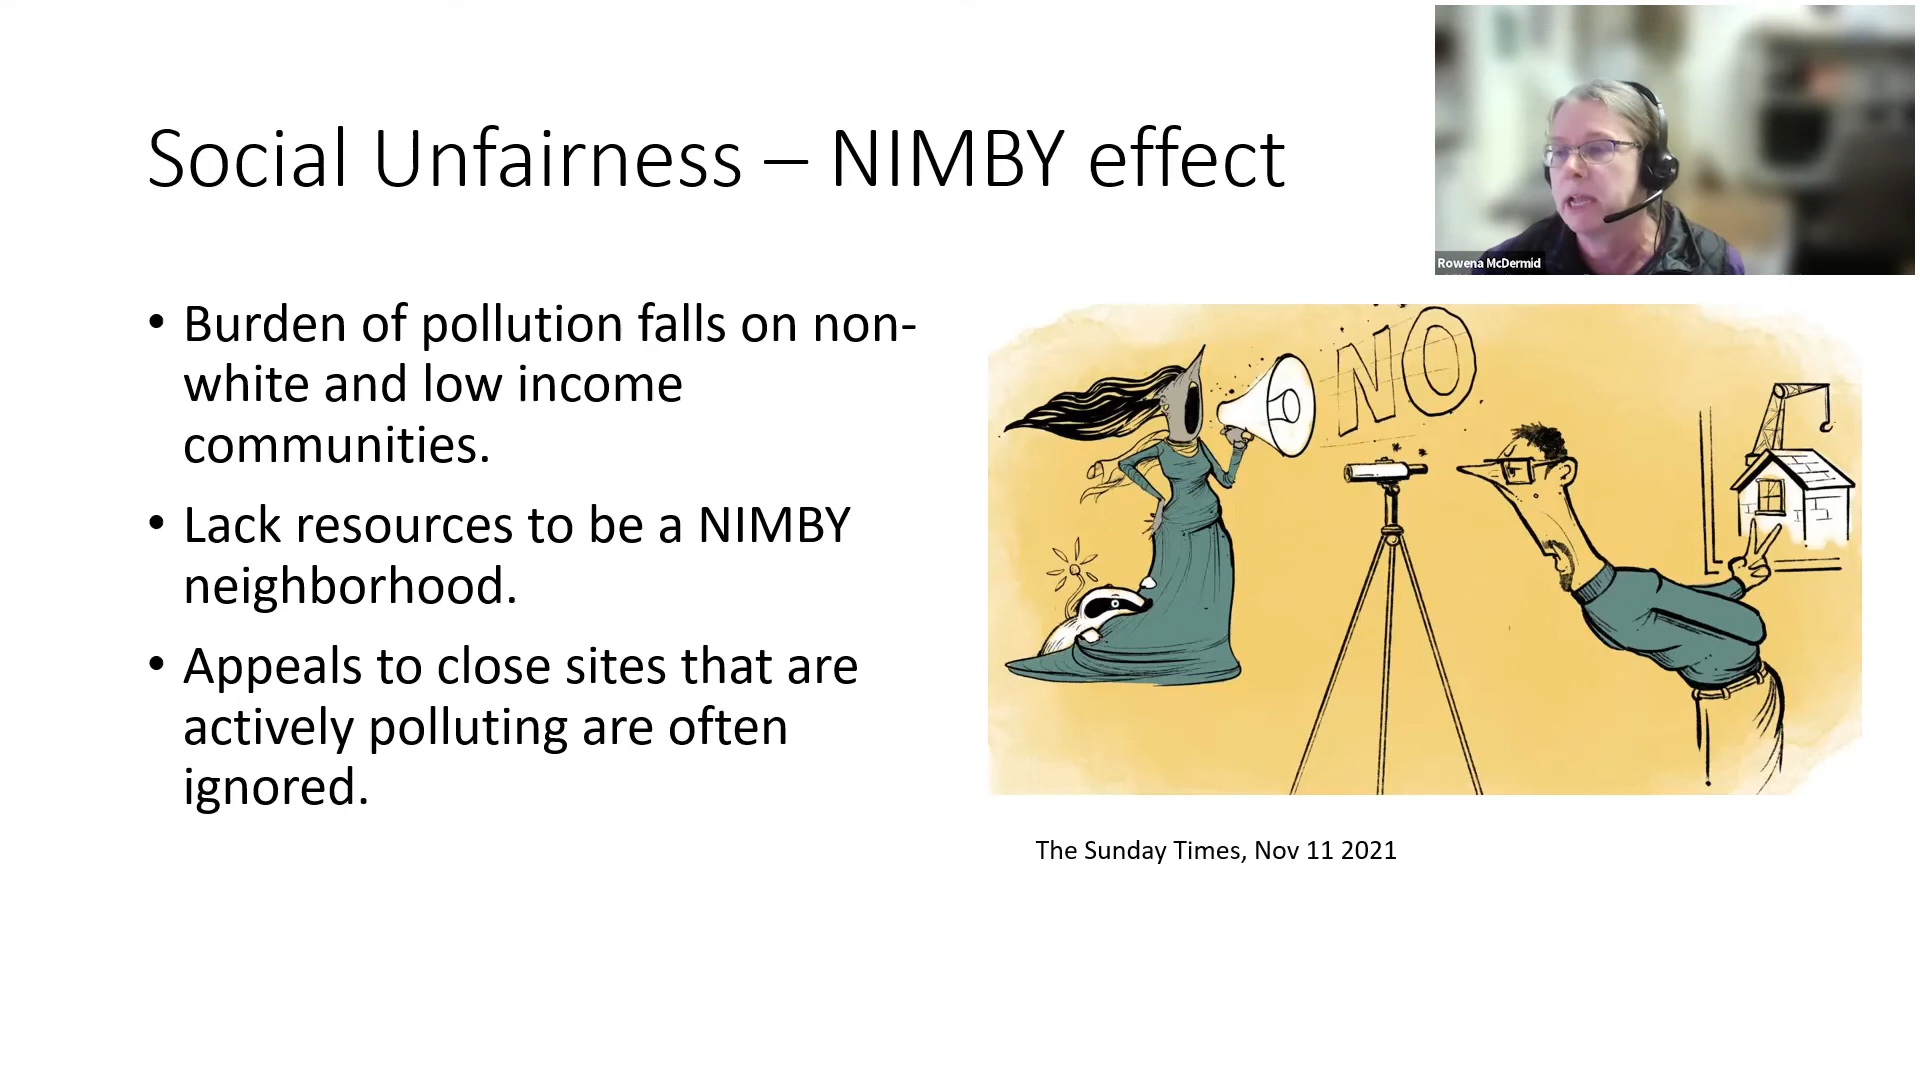 Social Unfairness – NIMBY effect
Rowena McDermid
• Burden of pollution falls on non-
white and low income
communities.
• Lack resources to be a NIMBY
neighborhood.
• Appeals to close sites that are
actively polluting are often
ignored.
NO
The Sunday Times, Nov 11 2021